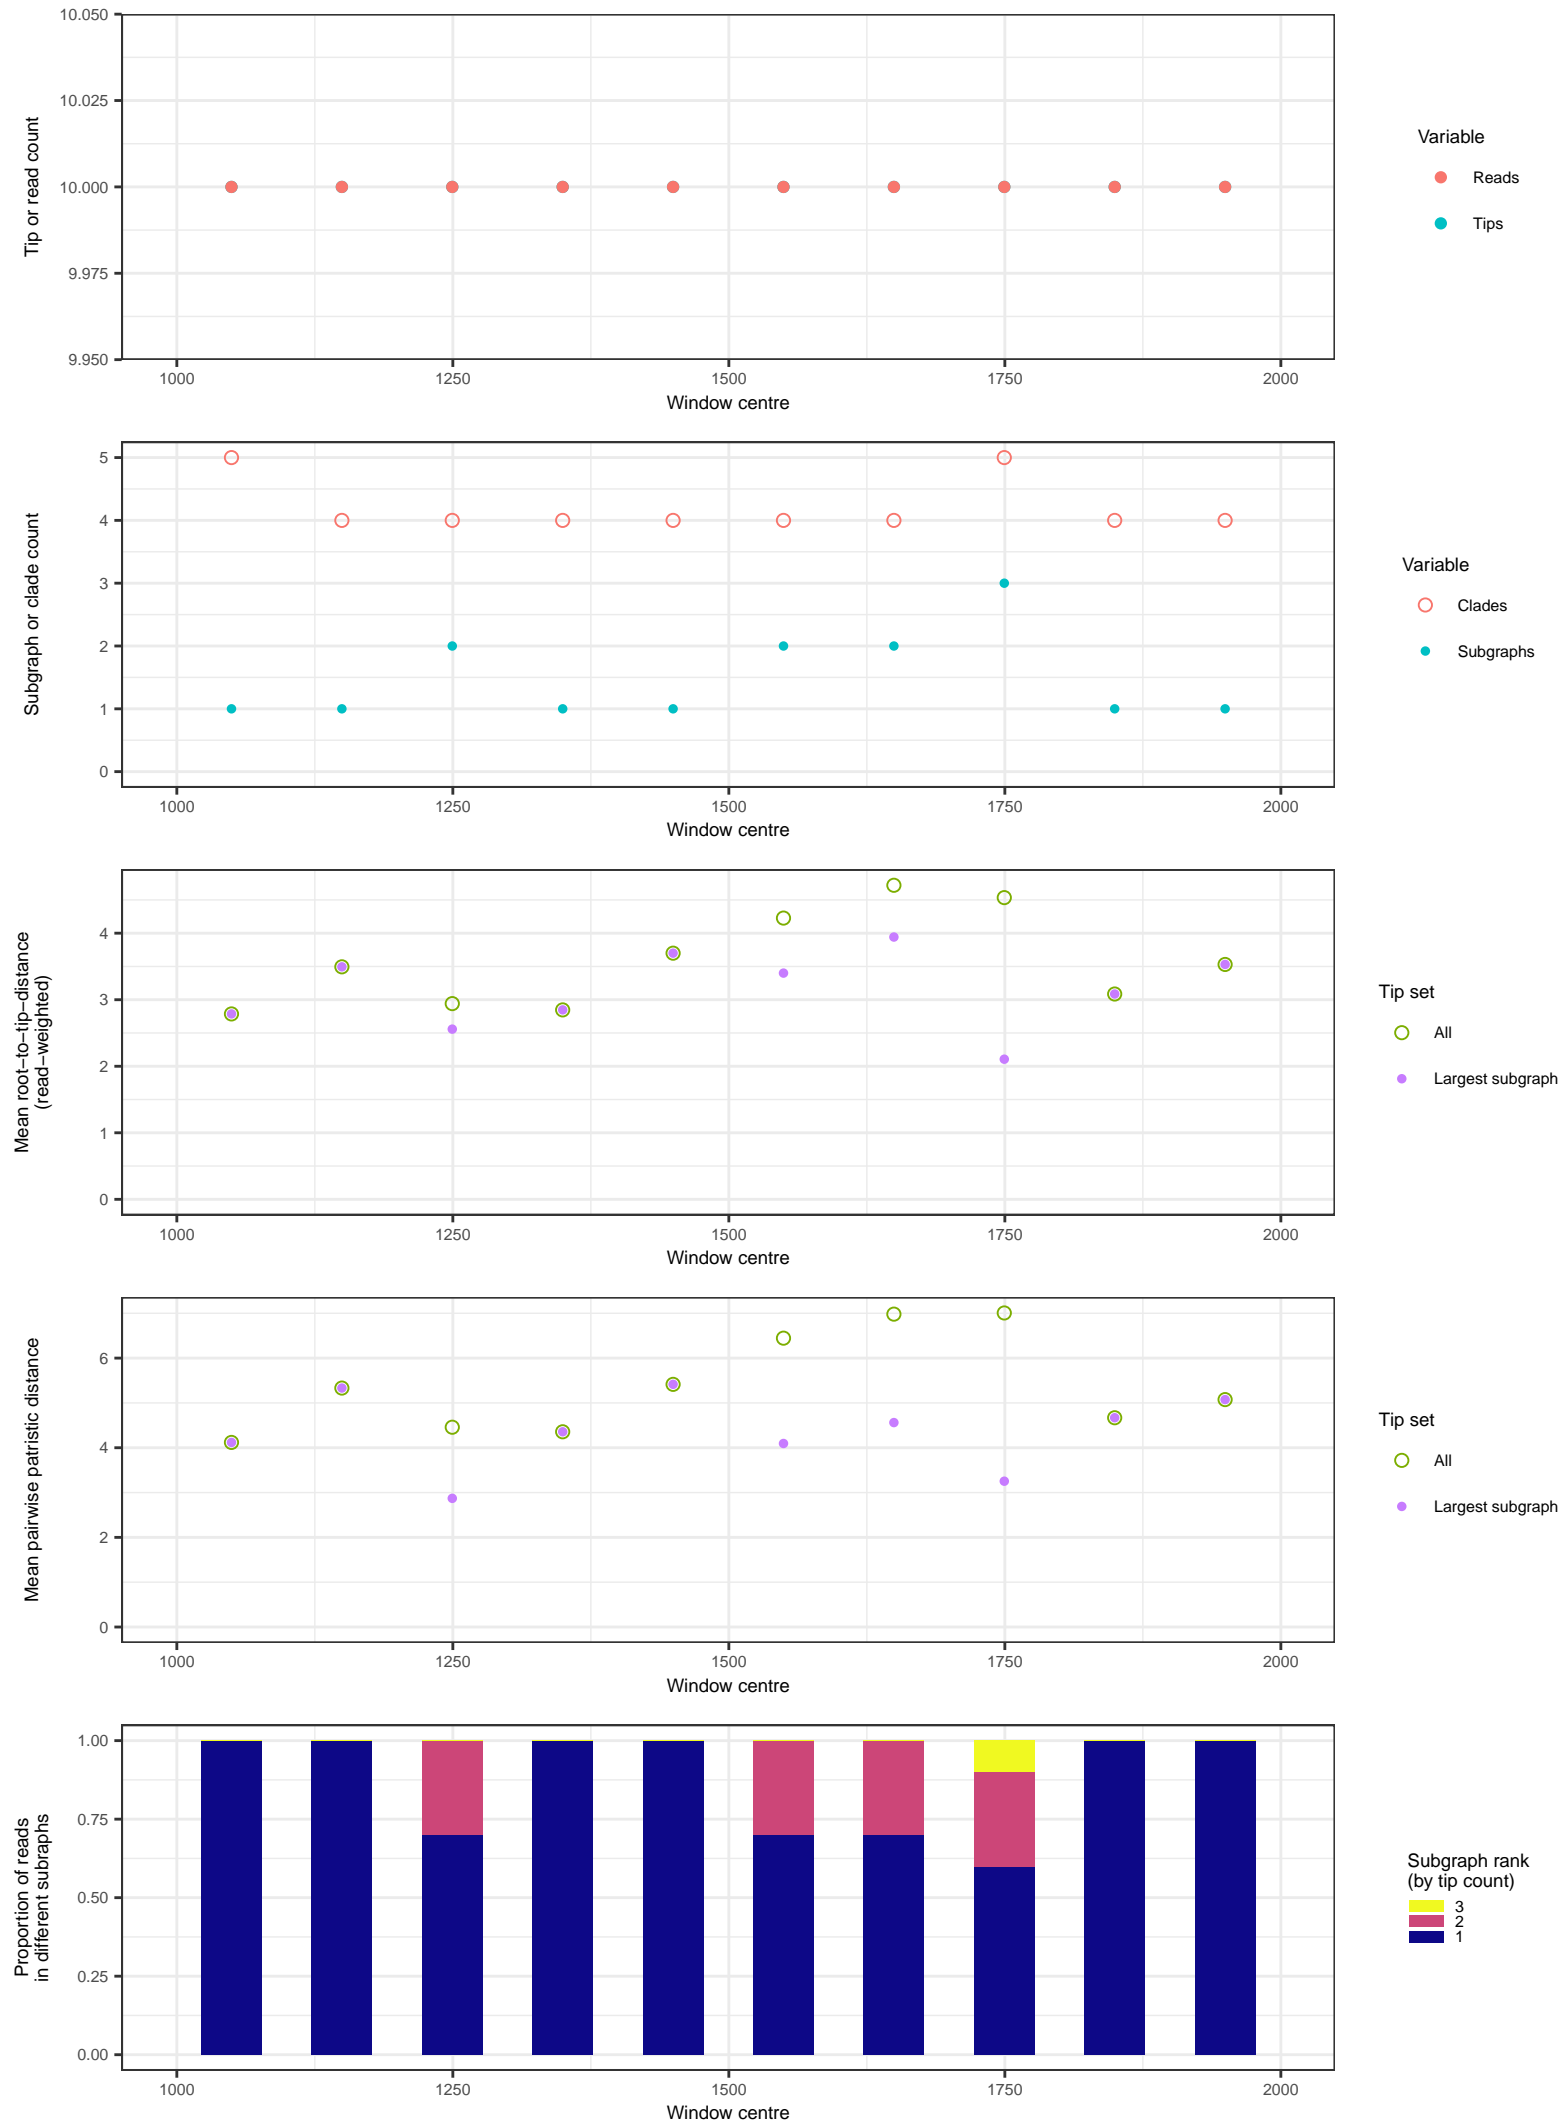 10.050
10.025
10.000
9.975
9.950
Tip or read count
1000
1250
1500
1750
2000
Window centre
Variable
Reads
Tips
5
4
3
2
1
0
Subgraph or clade count
1000
1250
1500
1750
2000
Window centre
Variable
Clades
Subgraphs
4
3
2
1
0
Mean root−to−tip−distance
(read−weighted)
1000
1250
1500
1750
2000
Window centre
Tip set
All
Largest subgraph
6
4
2
0
Mean pairwise patristic distance
1000
1250
1500
1750
2000
Window centre
Tip set
All
Largest subgraph
1.00
0.75
0.50
0.25
0.00
Proportion of reads
in different subraphs
1000
1250
1500
1750
2000
Window centre
Subgraph rank
(by tip count)
3
2
1